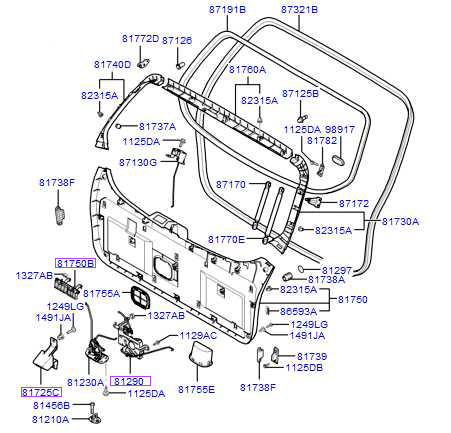 87191B
87321B
81772D
87126
81740D
81760A
82315A
82315A
87125B
1125DA
98917
81737A
81782
1125DA
87130G
81738F
87170
87172
81730A
82315A
81770E
81750B
1327AB
81297
81738A
81755A
82315A
81750
86593A
1249LG
1491JA
1327AB
1249LG
1491JA
1129AC
81739
81725C
81230A
81290
81755E
81738F
1125DB
1125DA
81456B
81210A